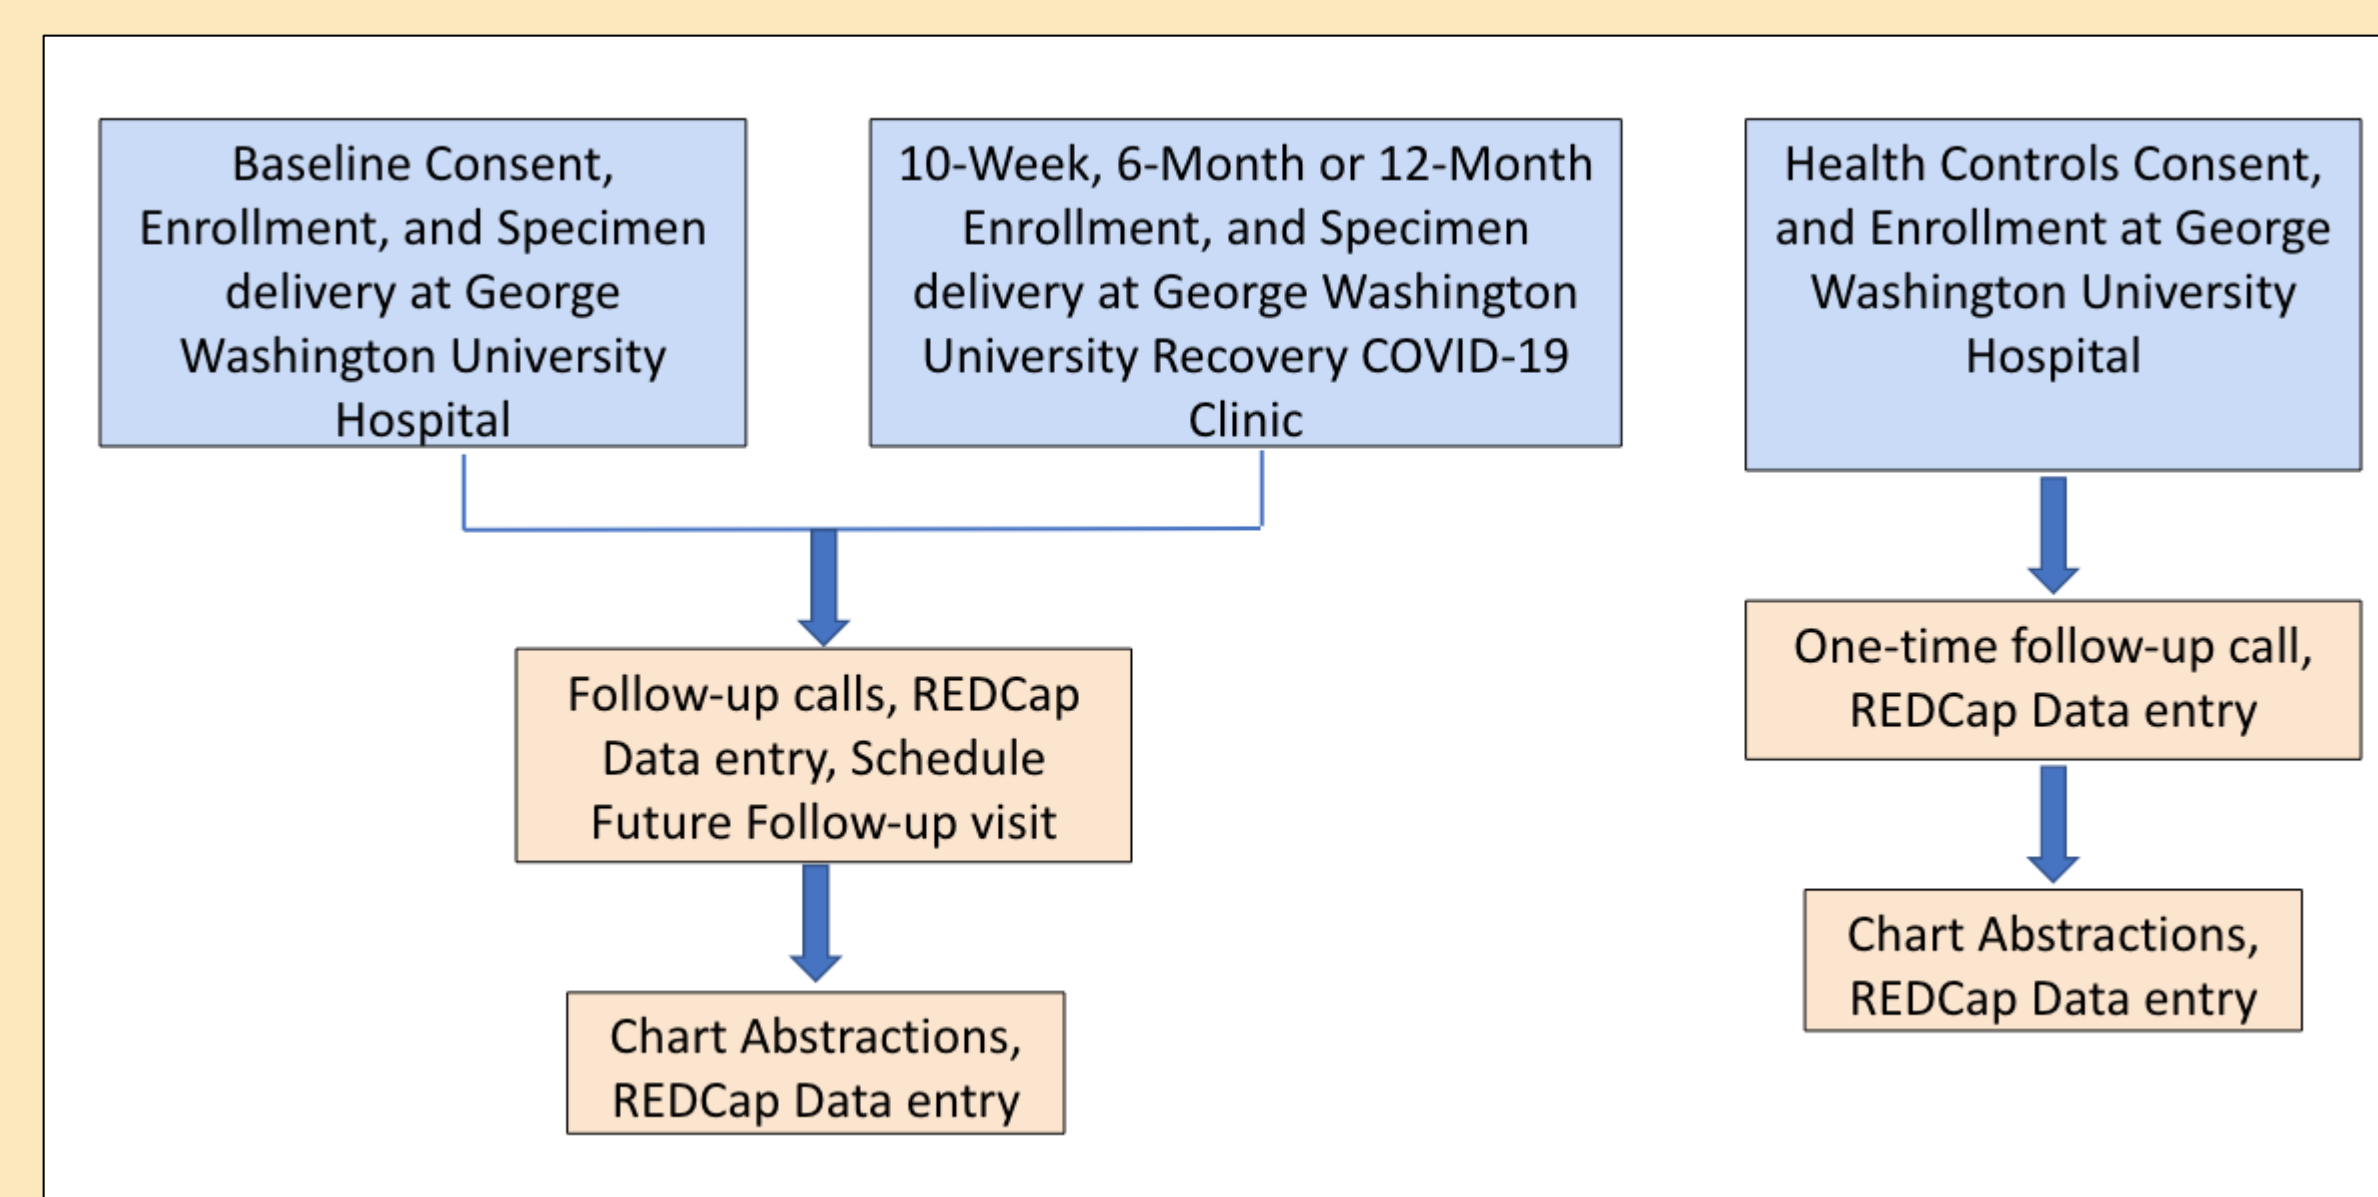 Baseline Consent,
Enrollment, and Specimen
delivery at George
Washington University
Hospital
10-Week, 6-Month or 12-Month
Enrollment, and Specimen
delivery at George Washington
University Recovery COVID-19
Clinic
Health Controls Consent,
and Enrollment at George
Washington University
Hospital
Follow-up calls, REDCap
Data entry, Schedule
Future Follow-up visit
One-time follow-up call,
REDCap Data entry
Chart Abstractions,
REDCap Data entry
Chart Abstractions,
REDCap Data entry